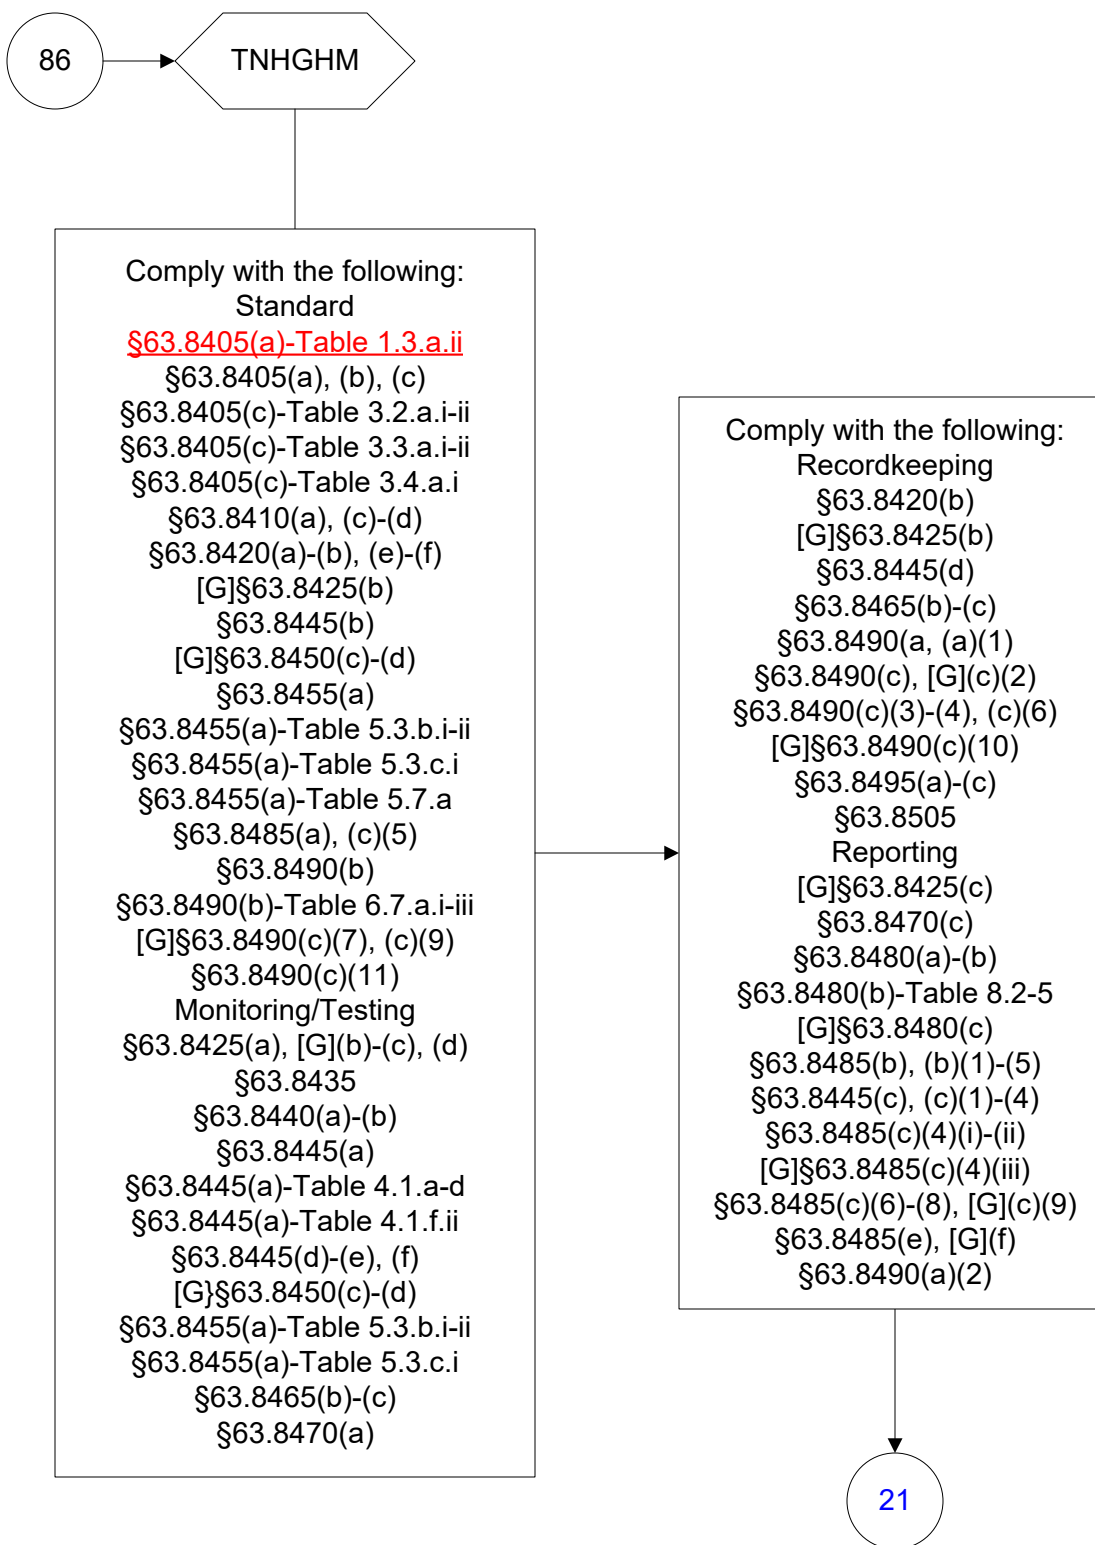 86
TNHGHM
Comply with the following:
Standard
§63.8405(a)-Table 1.3.a.ii
§63.8405(a), (b), (c)
§63.8405(c)-Table 3.2.a.i-ii
§63.8405(c)-Table 3.3.a.i-ii
§63.8405(c)-Table 3.4.a.i
§63.8410(a), (c)-(d)
§63.8420(a)-(b), (e)-(f)
[G]§63.8425(b)
§63.8445(b)
[G]§63.8450(c)-(d)
§63.8455(a)
§63.8455(a)-Table 5.3.b.i-ii
§63.8455(a)-Table 5.3.c.i
§63.8455(a)-Table 5.7.a
§63.8485(a), (c)(5)
§63.8490(b)
§63.8490(b)-Table 6.7.a.i-iii
[G]§63.8490(c)(7), (c)(9)
§63.8490(c)(11)
Monitoring/Testing
§63.8425(a), [G](b)-(c), (d)
§63.8435
§63.8440(a)-(b)
§63.8445(a)
§63.8445(a)-Table 4.1.a-d
§63.8445(a)-Table 4.1.f.ii
§63.8445(d)-(e), (f)
[G}§63.8450(c)-(d)
§63.8455(a)-Table 5.3.b.i-ii
§63.8455(a)-Table 5.3.c.i
§63.8465(b)-(c)
§63.8470(a)
Comply with the following:
Recordkeeping
§63.8420(b)
[G]§63.8425(b)
§63.8445(d)
§63.8465(b)-(c)
§63.8490(a, (a)(1)
§63.8490(c), [G](c)(2)
§63.8490(c)(3)-(4), (c)(6)
[G]§63.8490(c)(10)
§63.8495(a)-(c)
§63.8505
Reporting
[G]§63.8425(c)
§63.8470(c)
§63.8480(a)-(b)
§63.8480(b)-Table 8.2-5
[G]§63.8480(c)
§63.8485(b), (b)(1)-(5)
§63.8445(c), (c)(1)-(4)
§63.8485(c)(4)(i)-(ii)
[G]§63.8485(c)(4)(iii)
§63.8485(c)(6)-(8), [G](c)(9)
§63.8485(e), [G](f)
§63.8490(a)(2)
21